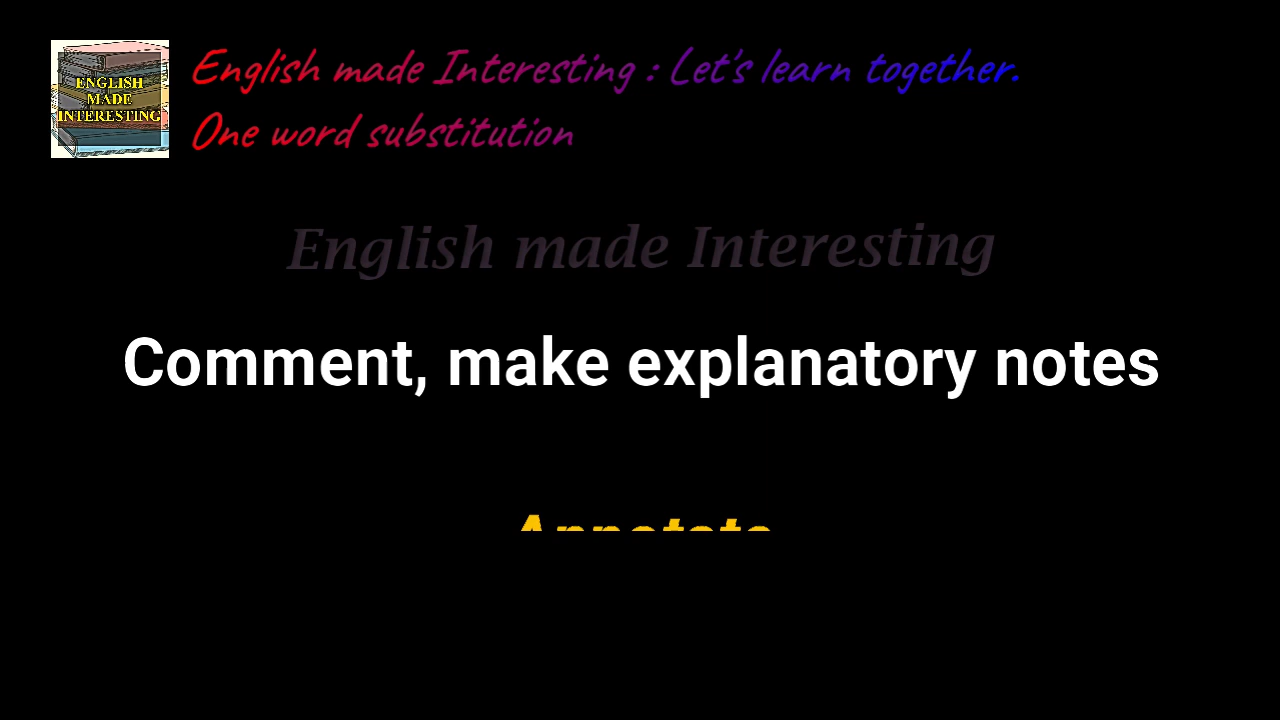 ENGLISH
MADE
INTERESTING
English made Interesting : Let's learn together.
One word substitution
English made Interesting
Comment, make explanatory notes
Annotate